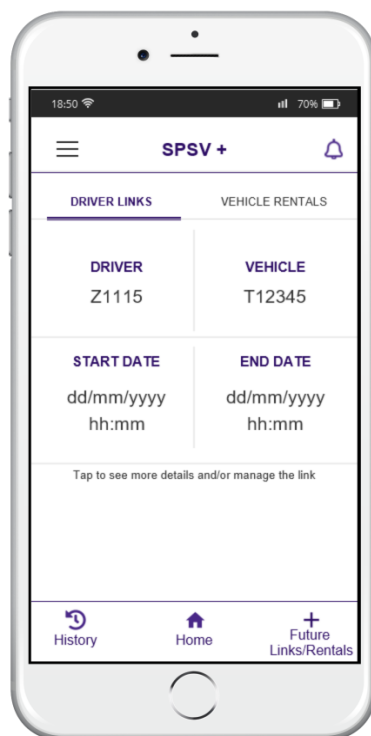 18:50 70%
SPSV +
DRIVER LINKS VEHICLE RENTALS
DRIVER VEHICLE
Z1115 T12345
START DATE END DATE
dd/mm/yyyy dd/mm/yyyy
hh:mm hh:mm
Tap to see more details and/or manage the link
History Home Future
Links/Rentals